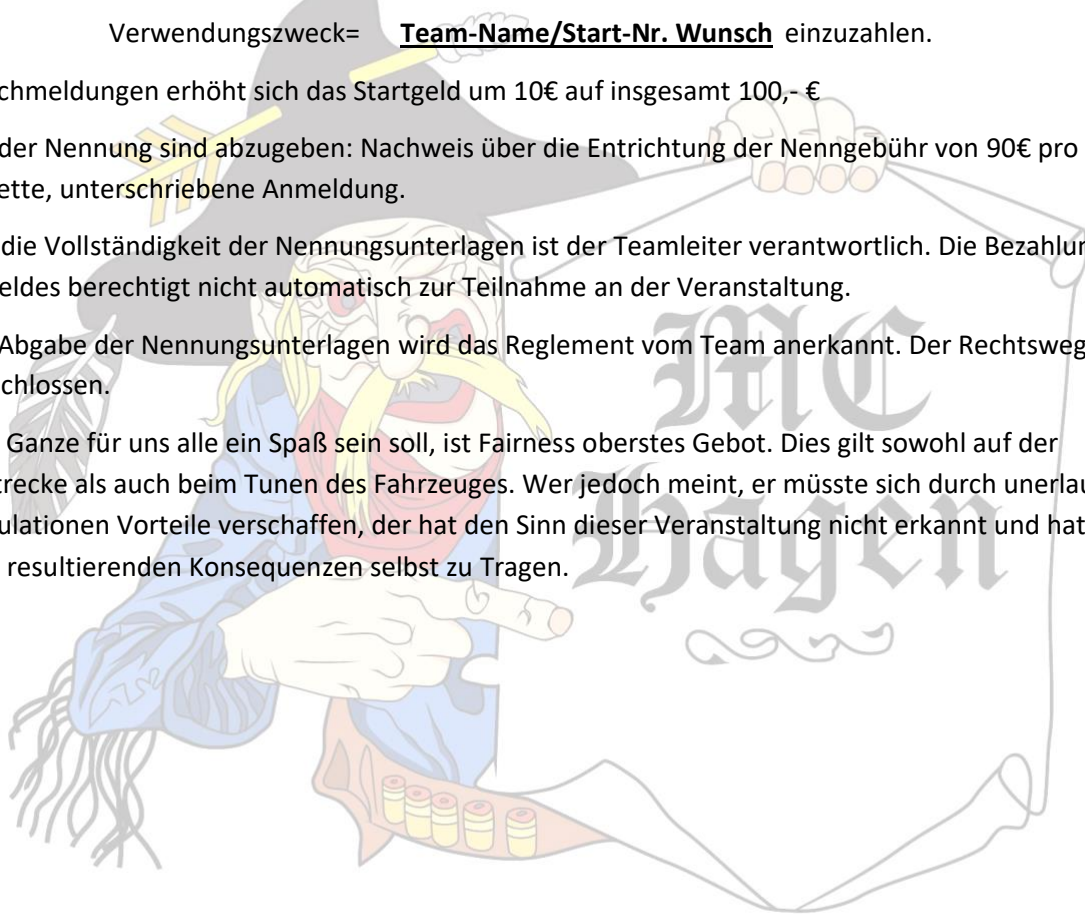 Verwendungszweck= Team-Name/Start-Nr. Wunsch einzuzahlen.
chmeldungen erhöht sich das Startgeld um 10€ auf insgesamt 100,- €
der Nennung sind abzugeben: Nachweis über die Entrichtung der Nenngebühr von 90€ pro
ette, unterschriebene Anmeldung.
die Vollständigkeit der Nennungsunterlagen ist der Teamleiter verantwortlich. Die Bezahlun
eldes berechtigt nicht automatisch zur Teilnahme an der Veranstaltung.
Abgabe der Nennungsunterlagen wird das Reglement vom Team anerkannt. Der Rechtsweg
chlossen.
Ganze für uns alle ein Spaß sein soll, ist Fairness oberstes Gebot. Dies gilt sowohl auf der
trecke als auch beim Tunen des Fahrzeuges. Wer jedoch meint, er müsste sich durch unerlau
ulationen Vorteile verschaffen, der hat den Sinn dieser Veranstaltung nicht erkannt und hat
resultierenden Konsequenzen selbst zu Tragen.
MC
Hagen